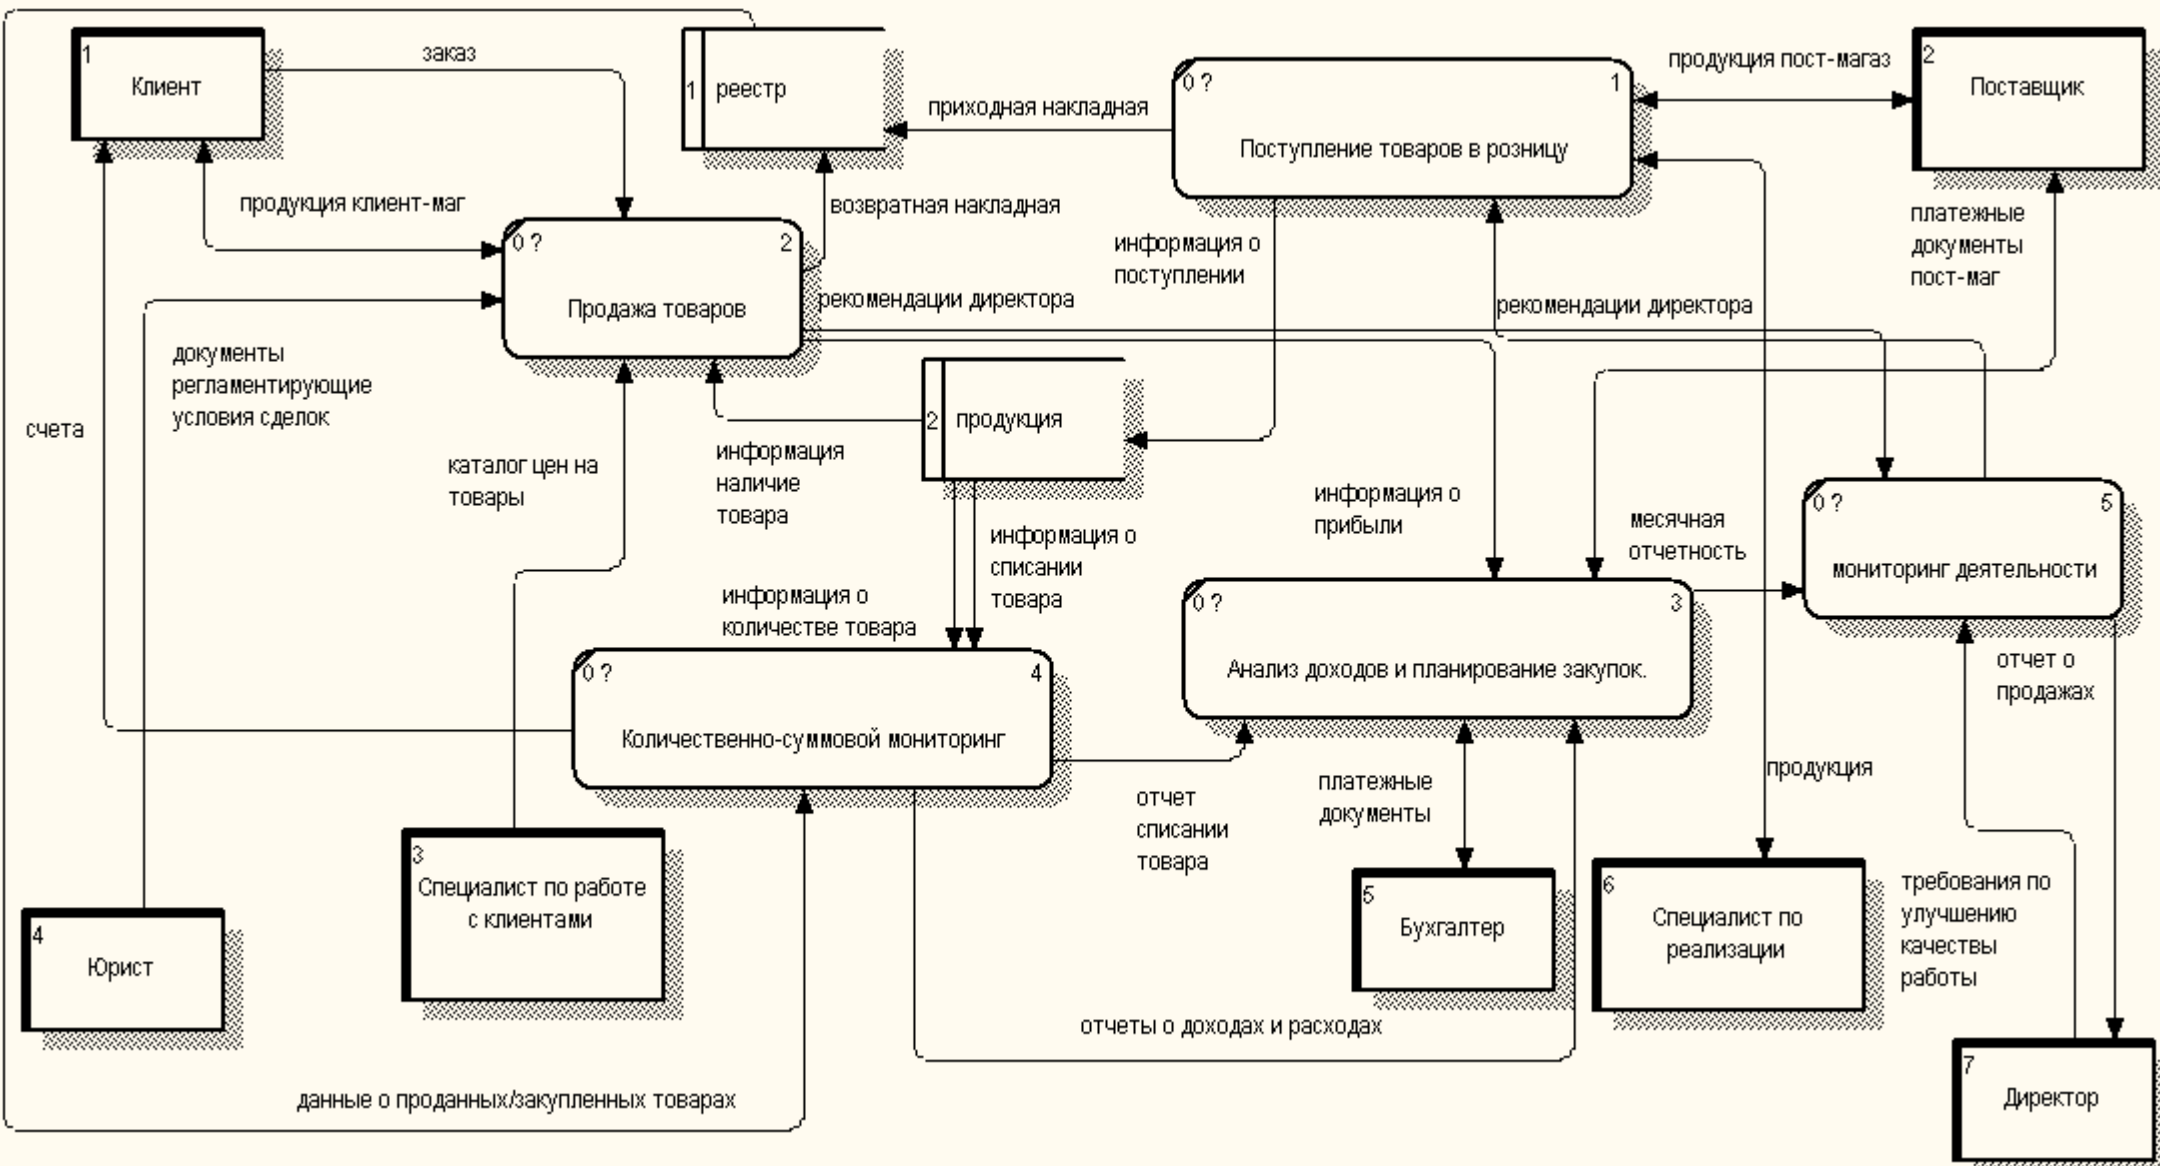 1
Клиент
заказ
1
реестр
приходная накладная
0 ?
1
Поступление товаров в розницу
продукция пост-магаз
2
Поставщик
продукция клиент-маг
возвратная накладная
0 ?
2
Продажа товаров
рекомендации директора
информация о
поступлении
рекомендации директора
платежные
документы
пост-маг
документы
регламентирующие
условия сделок
счета
каталог цен на
товары
2
продукция
информация
наличие
товара
информация о
списании
товара
информация о
количестве товара
информация о
прибыли
месячная
отчетность
0 ?
5
мониторинг деятельности
0 ?
4
Количественно-суммовой мониторинг
0 ?
3
Анализ доходов и планирование закупок.
отчет о
продажах
отчет
списании
товара
платежные
документы
продукция
3
Специалист по работе
с клиентами
4
Юрист
5
Бухгалтер
6
Специалист по
реализации
требования по
улучшению
качествы
работы
отчеты о доходах и расходах
данные о проданных/закупленных товарах
7
Директор